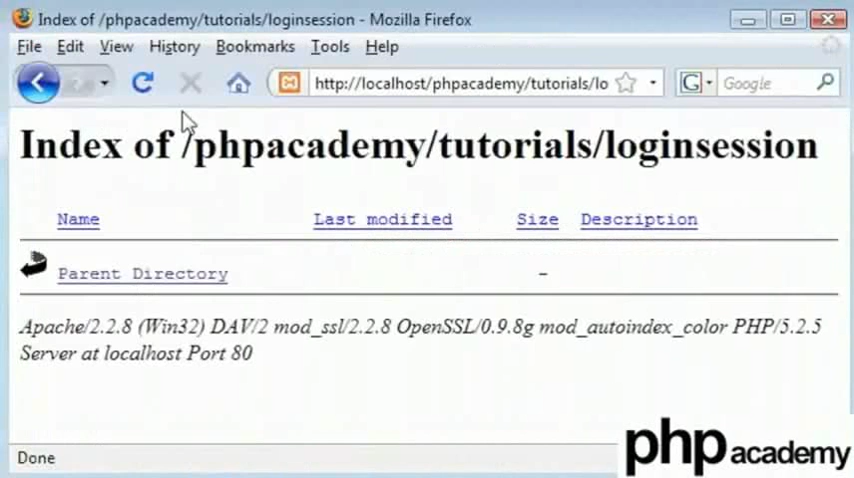 Index of /phpacademy/tutorials/loginsession - Mozilla Firefox
File Edit View History Bookmarks Tools Help
http://localhost/phpacademy/tutorials/lo Google
Index of /phpacademy/tutorials/loginsession
Name Last modified Size Description
Parent Directory -
Apache/2.2.8 (Win32) DAV/2 mod_ssl/2.2.8 OpenSSL/0.9.8g mod_autoindex_color PHP/5.2.5
Server at localhost Port 80
Done
php academy